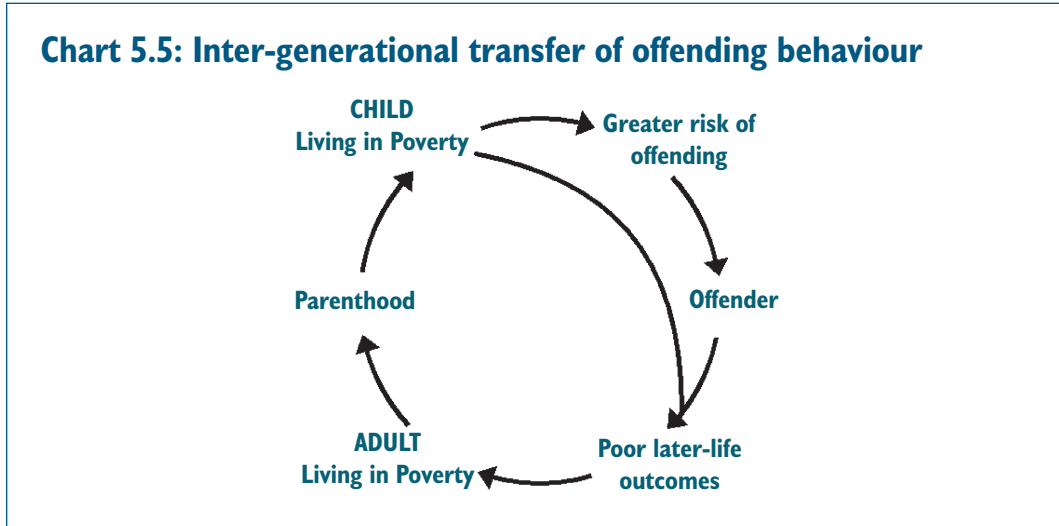 Chart 5.5: Inter-generational transfer of offending behaviour
CHILD
Living in Poverty
Greater risk of
offending
Offender
Poor later-life
outcomes
ADULT
Living in Poverty
Parenthood